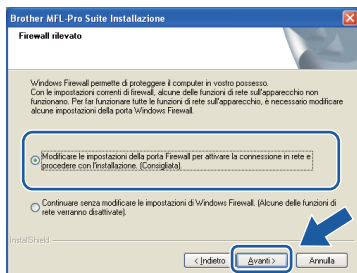 Brother MFL-Pro Suite Installazione
Firewall rilevato
Windows Firewall permette di proteggere il computer in vostro possesso.
Con le impostazioni correnti di firewall, alcune delle funzioni di rete sull'apparecchio non
funzionano. Per far funzionare tutte le funzioni di rete sull'apparecchio, è necessario modificare
alcune impostazioni della porta Windows Firewall.
Modificare le impostazioni della porta Firewall per attivare la connessione in rete e
procedere con l'installazione. (Consigliata).
Continuare senza modificare le impostazioni di Windows Firewall. (Alcune delle funzioni di
rete verranno disattivate).
InstallShield
< Indietro
Avanti >
Annulla